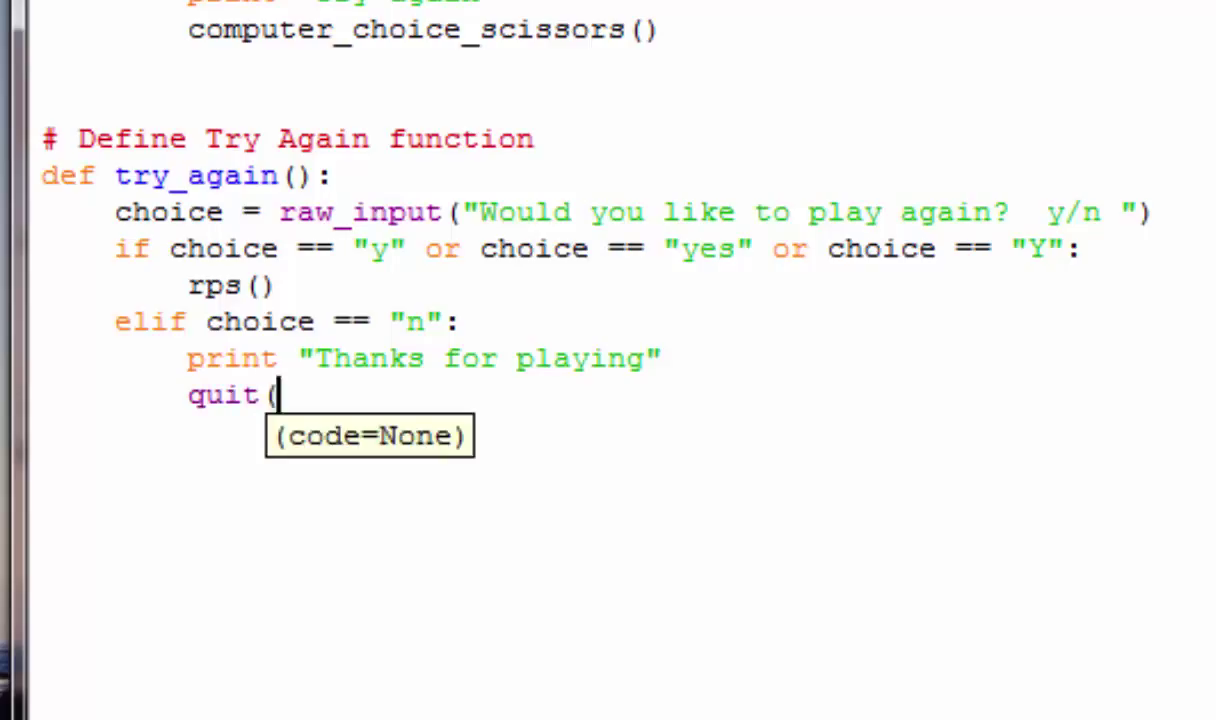 computer_choice_scissors()
# Define Try Again function
def try_again():
choice = raw_input("Would you like to play again?  y/n ")
if choice == "y" or choice == "yes" or choice == "Y":
rps()
elif choice == "n":
print "Thanks for playing"
quit(
(code=None)